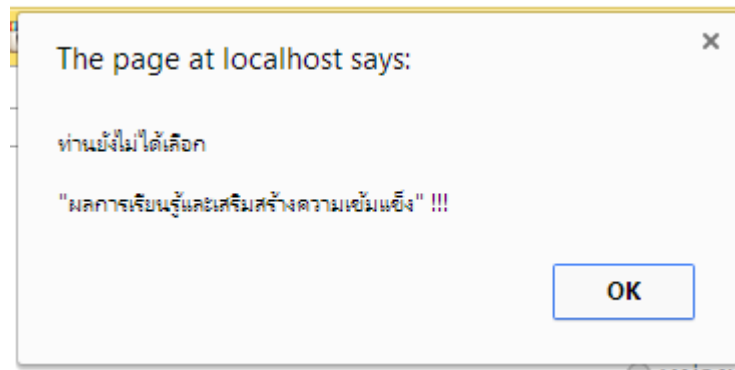 The page at localhost says:
ท่านยังไม่ได้เลือก
"ผลการเรียนรู้และเสริมสร้างความเข้มแข็ง" !!!
OK